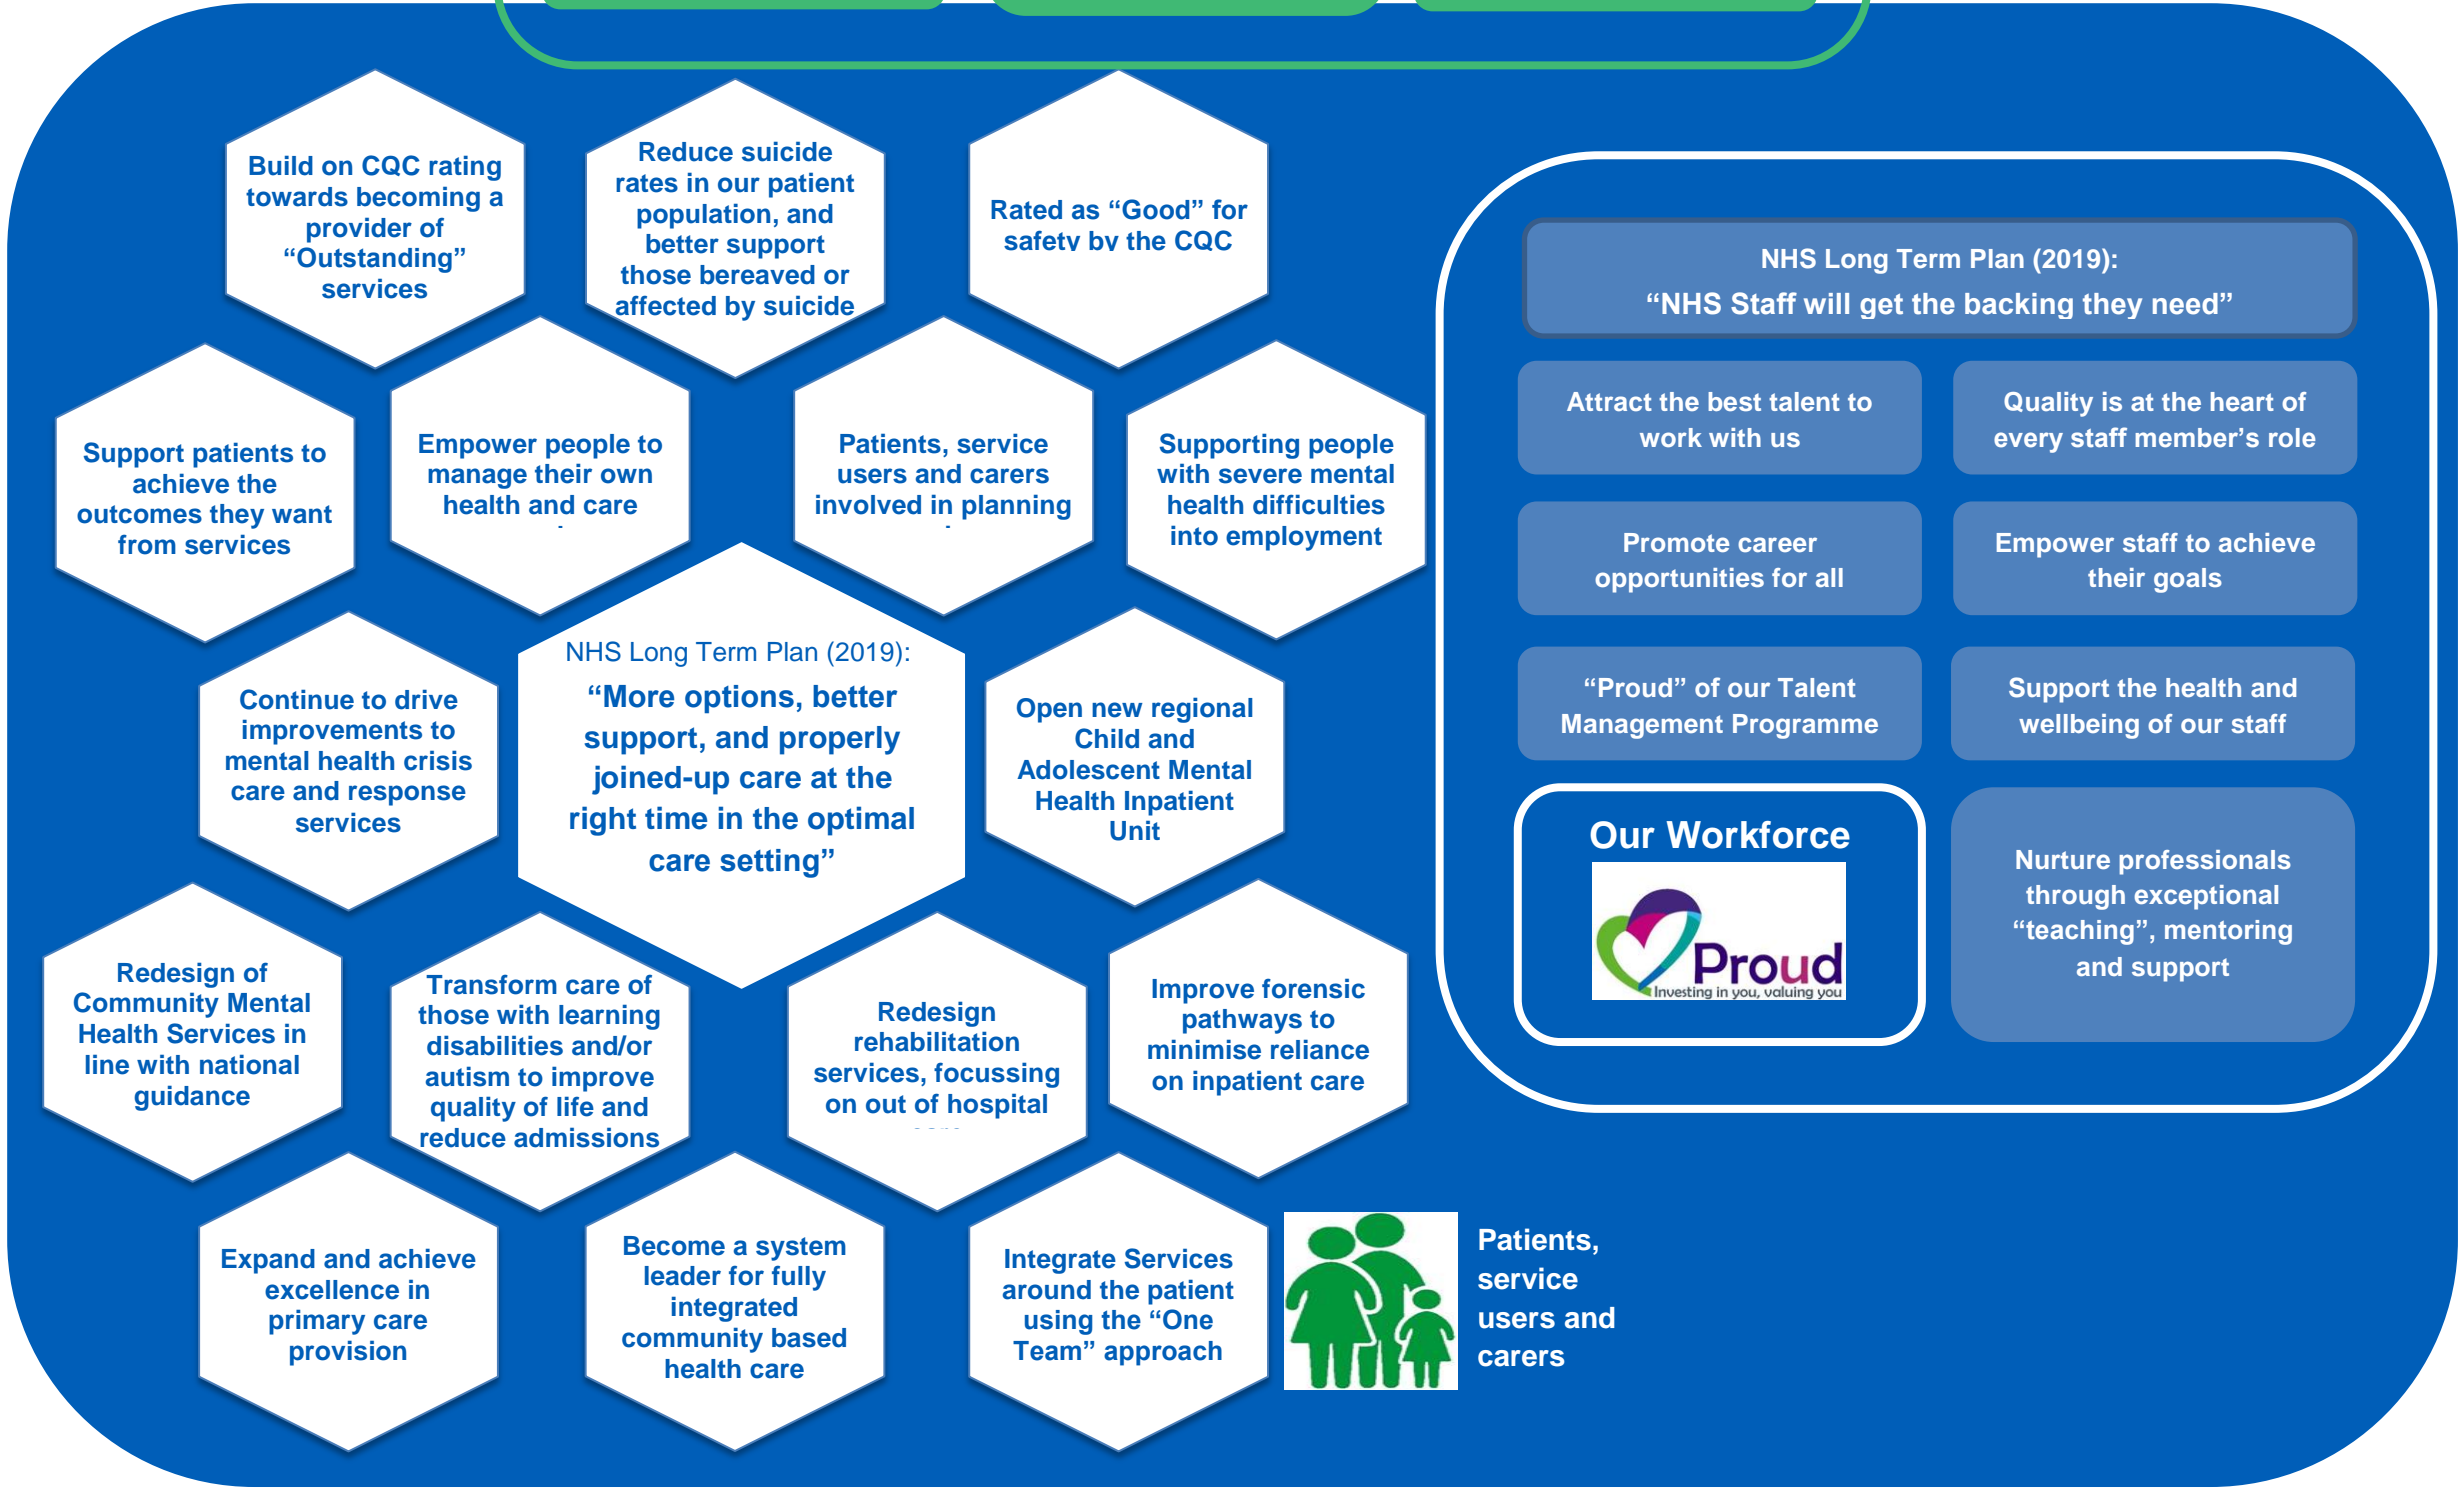 Build on CQC rating
towards becoming a
provider of
“Outstanding”
services
Reduce suicide
rates in our patient
population, and
better support
those bereaved or
affected by suicide
Rated as “Good” for
safety by the CQC
Support patients to
achieve the
outcomes they want
from services
Empower people to
manage their own
health and care
Patients, service
users and carers
involved in planning
Supporting people
with severe mental
health difficulties
into employment
Continue to drive
improvements to
mental health crisis
care and response
services
NHS Long Term Plan (2019):
“More options, better
support, and properly
joined-up care at the
right time in the optimal
care setting”
Open new regional
Child and
Adolescent Mental
Health Inpatient
Unit
Redesign of
Community Mental
Health Services in
line with national
guidance
Transform care of
those with learning
disabilities and/or
autism to improve
quality of life and
reduce admissions
Redesign
rehabilitation
services, focussing
on out of hospital
Improve forensic
pathways to
minimise reliance
on inpatient care
Expand and achieve
excellence in
primary care
provision
Become a system
leader for fully
integrated
community based
health care
Integrate Services
around the patient
using the “One
Team” approach
Patients,
service
users and
carers
NHS Long Term Plan (2019):
“NHS Staff will get the backing they need”
Attract the best talent to
work with us
Quality is at the heart of
every staff member’s role
Promote career
opportunities for all
Empower staff to achieve
their goals
“Proud” of our Talent
Management Programme
Support the health and
wellbeing of our staff
Our Workforce
Proud
Investing in you, valuing you
Nurture professionals
through exceptional
“teaching”, mentoring
and support